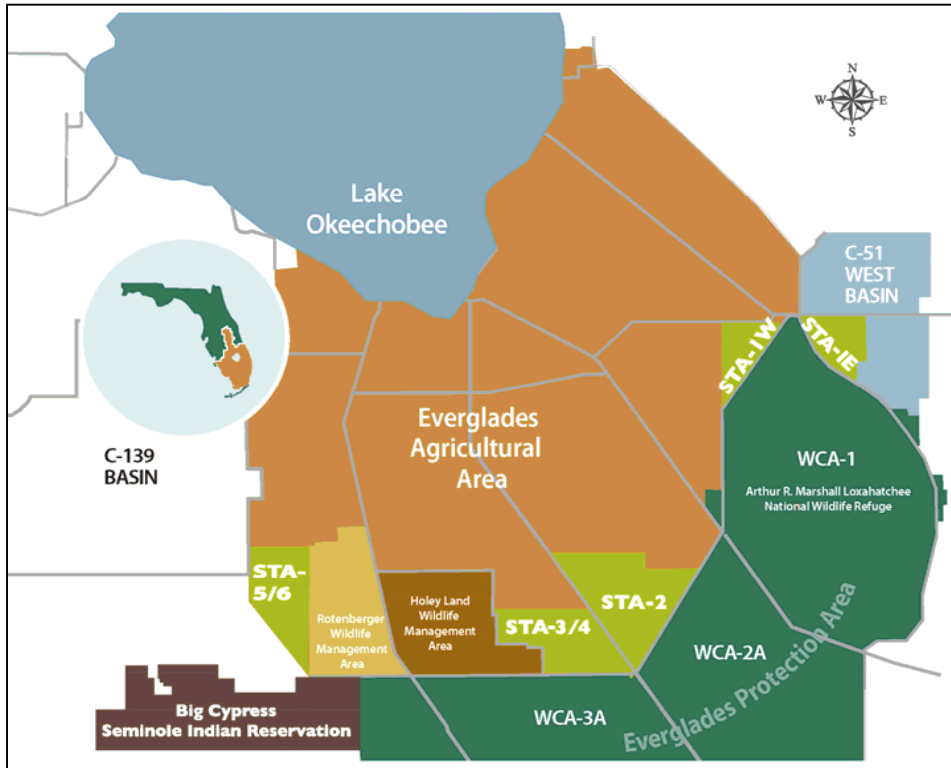 N
W
E
S
Lake
Okeechobee
C-51
WEST
BASIN
STA-1W
STA-1E
Everglades
Agricultural
Area
C-139
BASIN
WCA-1
Arthur R. Marshall Loxahatchee
National Wildlife Refuge
STA-
5/6
Rotenberger
Wildlife
Management
Area
Holey Land
Wildlife
Management
Area
STA-3/4
STA-2
WCA-2A
Everglades Protection Area
Big Cypress
Seminole Indian Reservation
WCA-3A